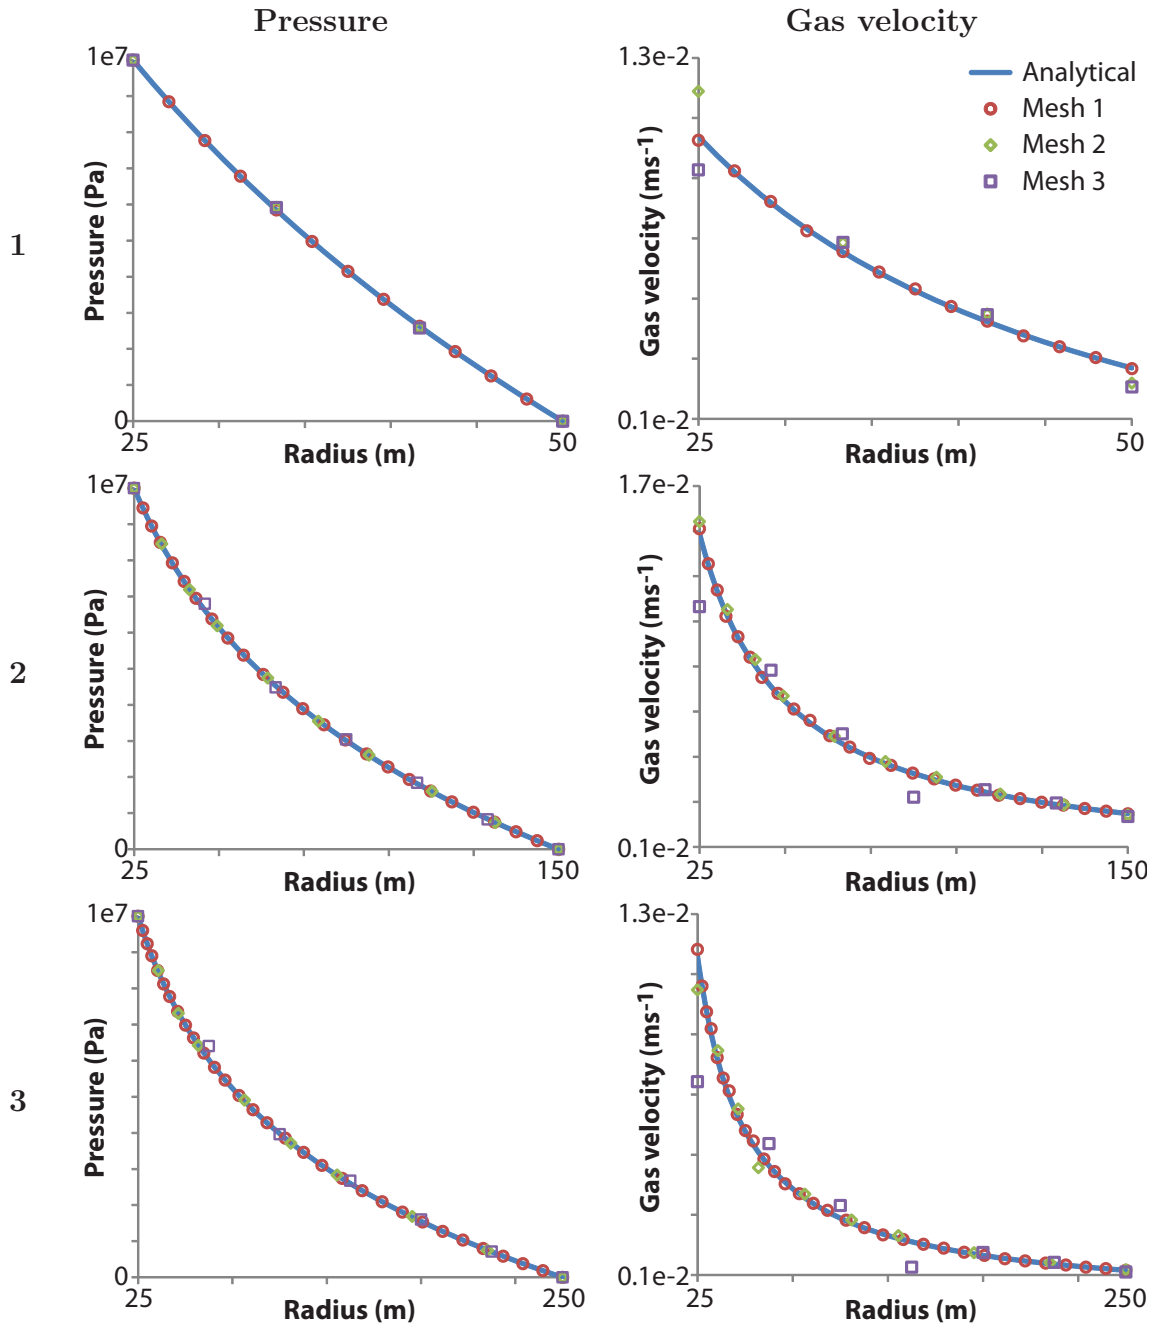 Pressure
Gas velocity
1
1e7
0
Pressure (Pa)
25
50
Radius (m)
1.3e-2
0.1e-2
Gas velocity (ms-1)
25
50
Radius (m)
Analytical
Mesh 1
Mesh 2
Mesh 3
2
1e7
0
Pressure (Pa)
25
150
Radius (m)
1.7e-2
0.1e-2
Gas velocity (ms-1)
25
150
Radius (m)
3
1e7
0
Pressure (Pa)
25
250
Radius (m)
1.3e-2
0.1e-2
Gas velocity (ms-1)
25
250
Radius (m)